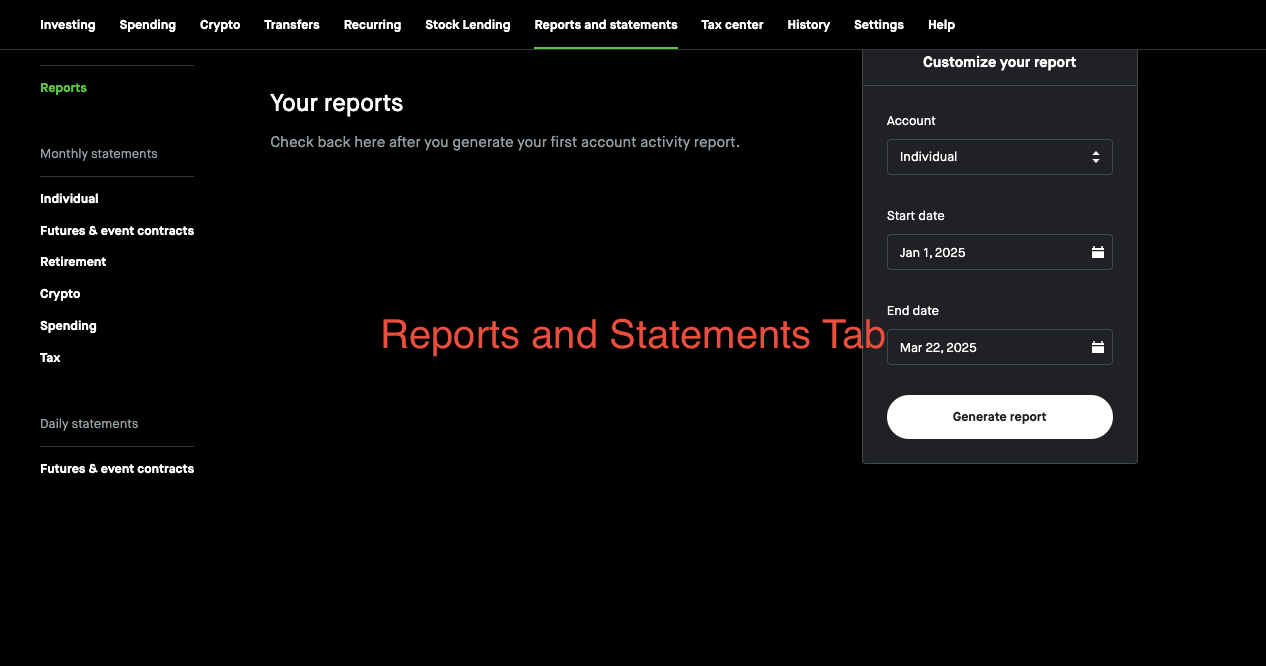 Investing Spending Crypto Transfers Recurring Stock Lending Reports and statements Tax center History Settings Help
Reports
Monthly statements
Individual
Futures & event contracts
Retirement
Crypto
Spending
Tax
Daily statements
Futures & event contracts
Your reports
Check back here after you generate your first account activity report.
Reports and Statements Tab
Customize your report
Account
Individual
Start date
Jan 1, 2025
End date
Mar 22, 2025
Generate report